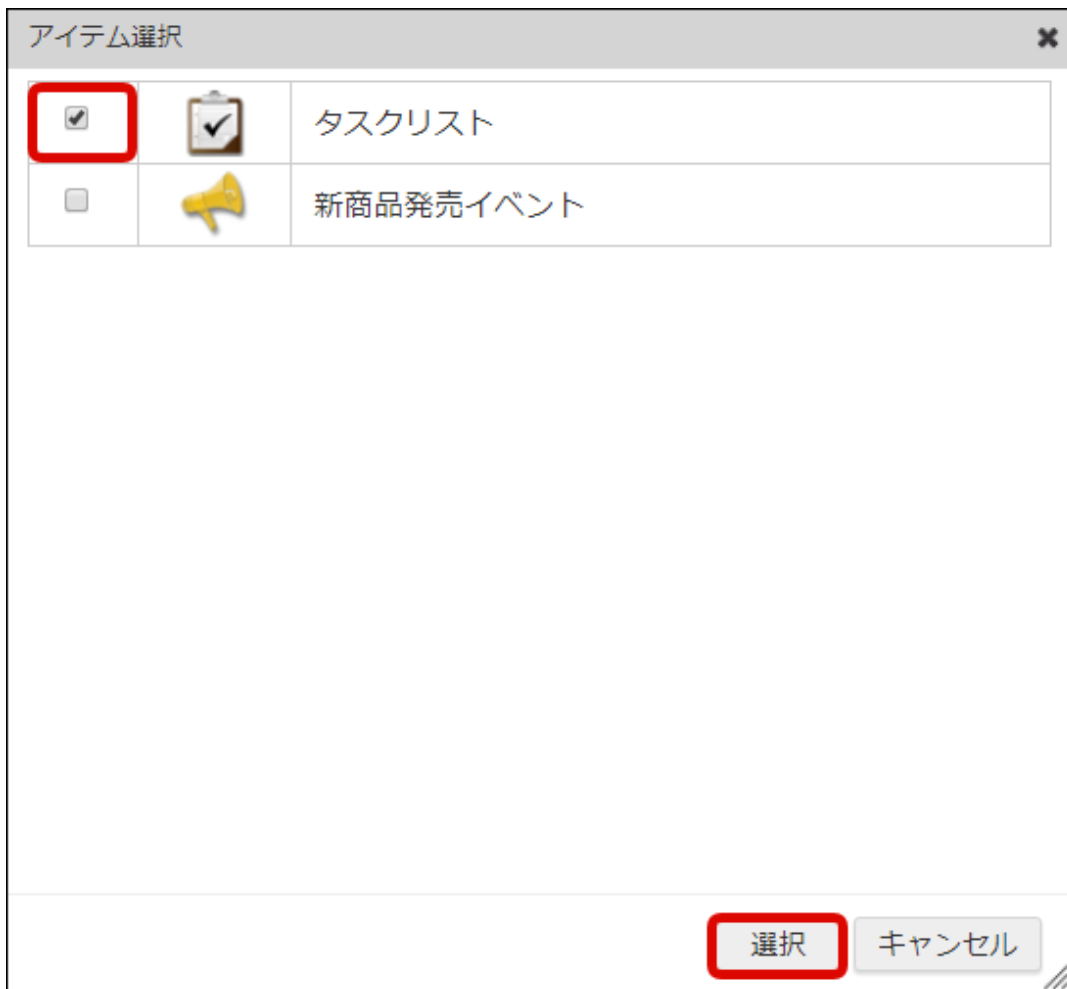 アイテム選択
タスクリスト
新商品発売イベント
選択 キャンセル